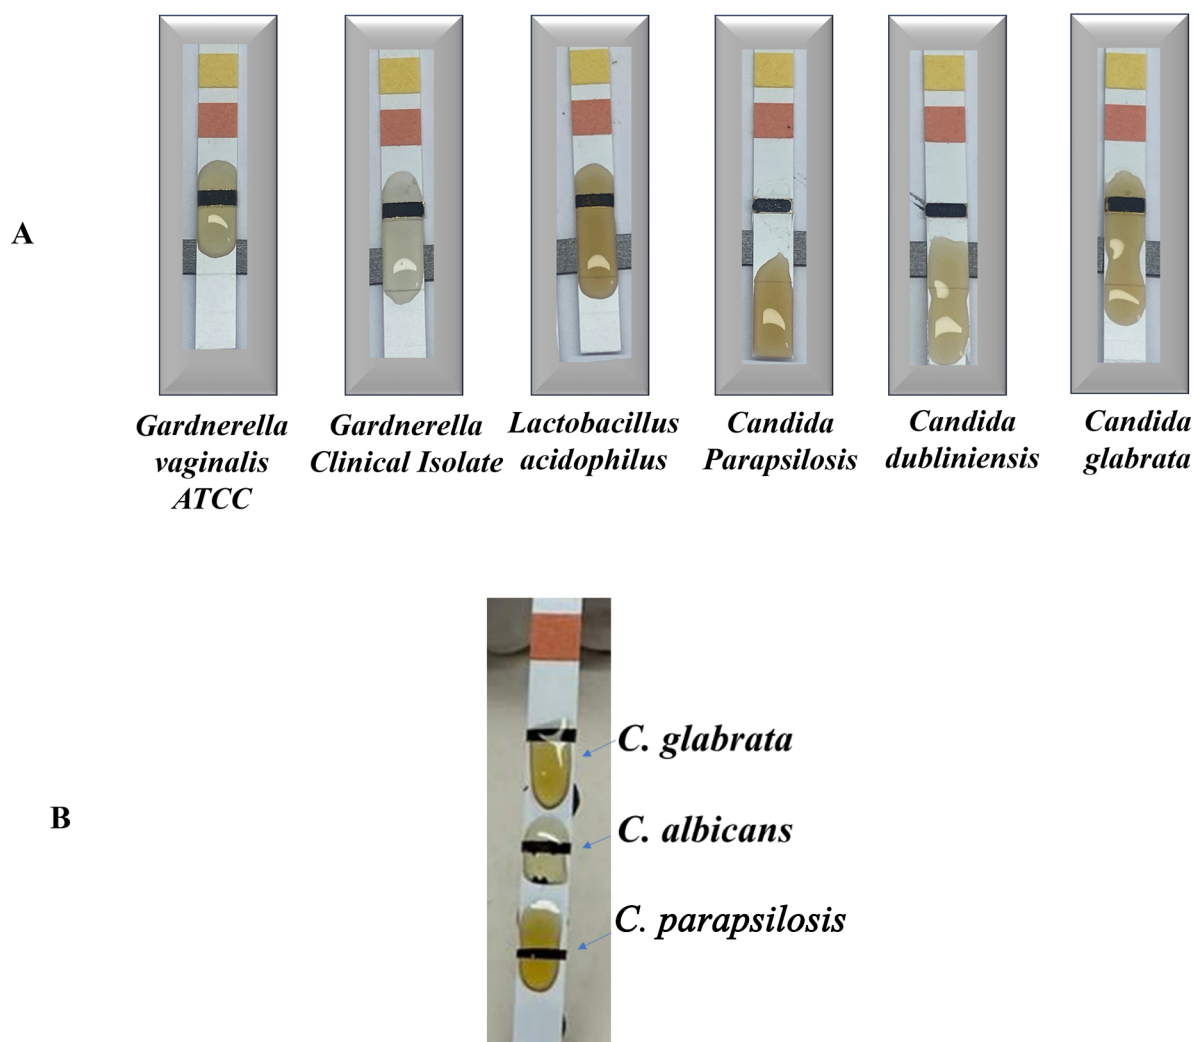 A
Gardnerella
vaginalis
ATCC
Gardnerella
Clinical Isolate
Lactobacillus
acidophilus
Candida
Parapsilosis
Candida
dubliniensis
Candida
glabrata
B
C. glabrata
C. albicans
C. parapsilosis